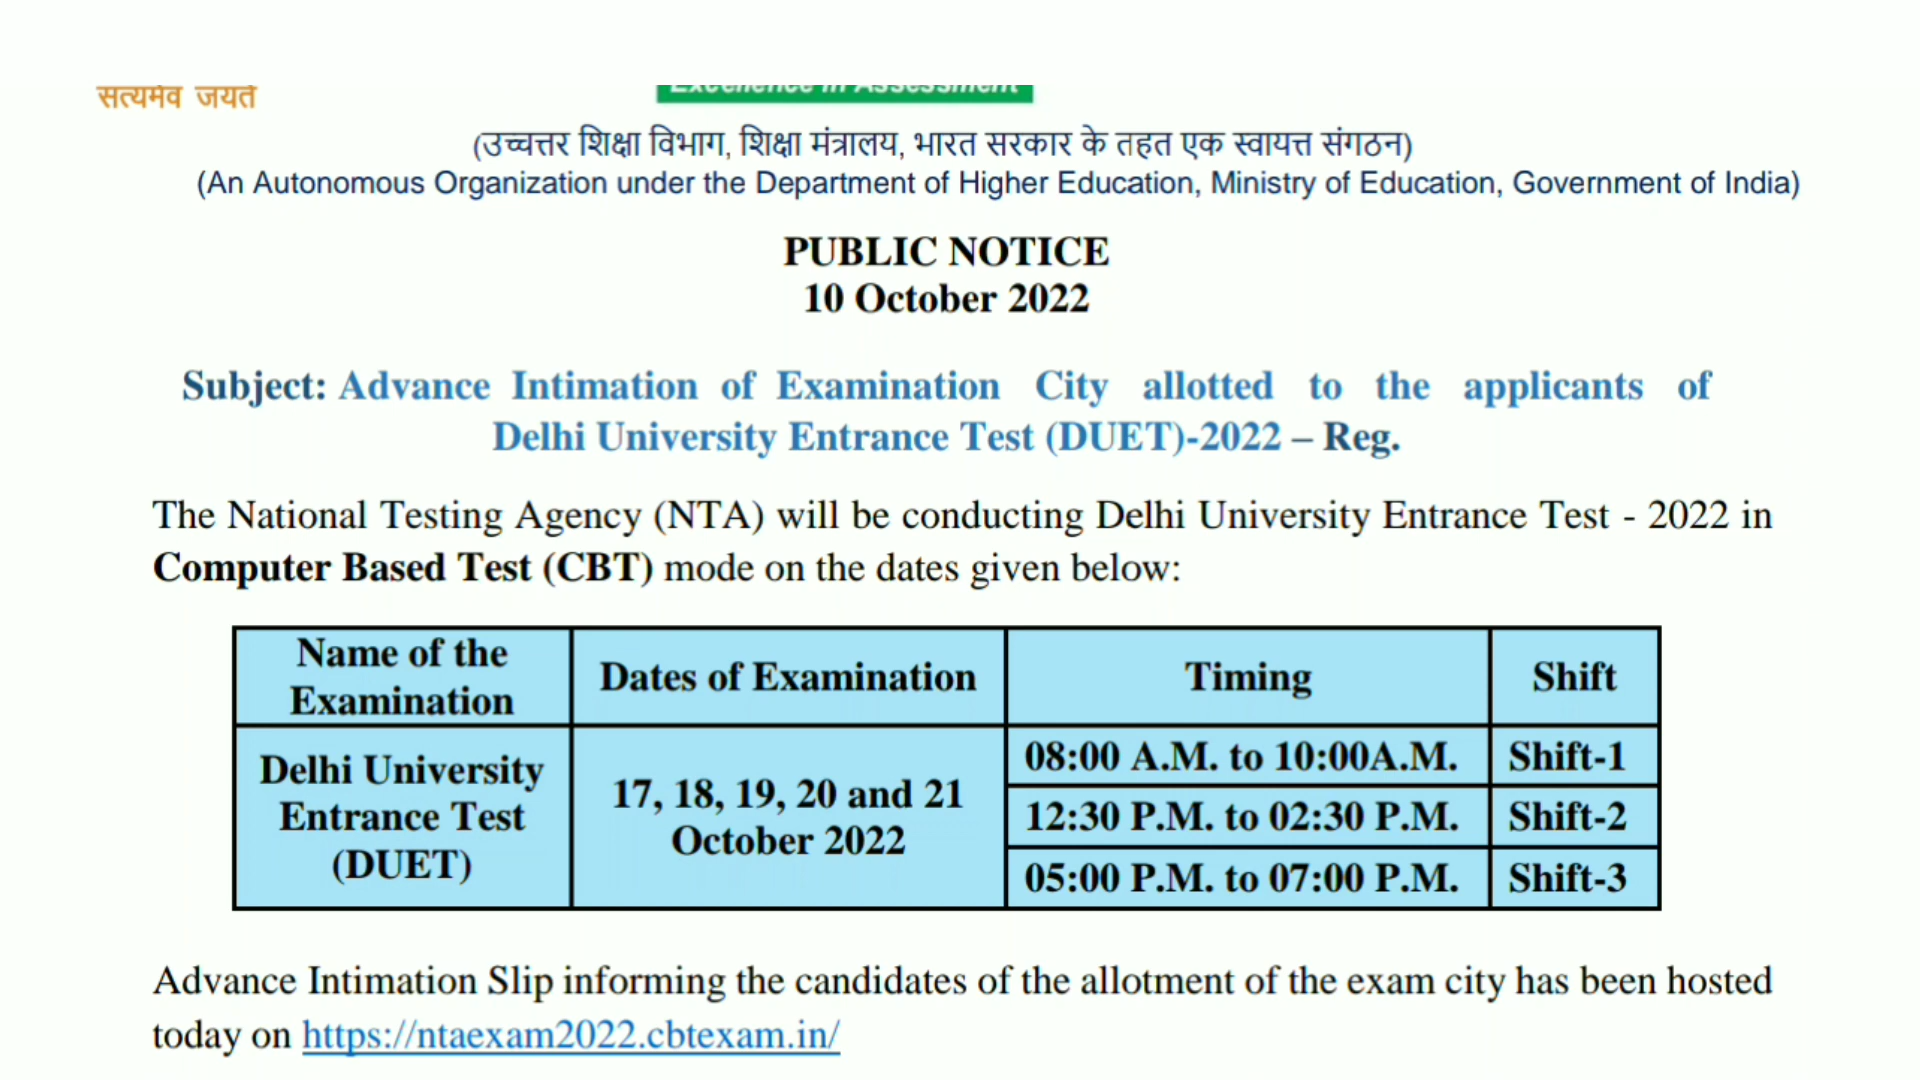 सत्यमेव जयते
Excellence in Assessment
(उच्चत्तर शिक्षा विभाग, शिक्षा मंत्रालय, भारत सरकार के तहत एक स्वायत्त संगठन)
(An Autonomous Organization under the Department of Higher Education, Ministry of Education, Government of India)
PUBLIC NOTICE
10 October 2022
Subject: Advance Intimation of Examination City allotted to the applicants of
Delhi University Entrance Test (DUET)-2022 – Reg.
The National Testing Agency (NTA) will be conducting Delhi University Entrance Test - 2022 in
Computer Based Test (CBT) mode on the dates given below:
Name of the
Examination
Dates of Examination
Timing
Shift
Delhi University
Entrance Test
(DUET)
17, 18, 19, 20 and 21
October 2022
08:00 A.M. to 10:00A.M.
Shift-1
12:30 P.M. to 02:30 P.M.
Shift-2
05:00 P.M. to 07:00 P.M.
Shift-3
Advance Intimation Slip informing the candidates of the allotment of the exam city has been hosted
today on https://ntaexam2022.cbtexam.in/